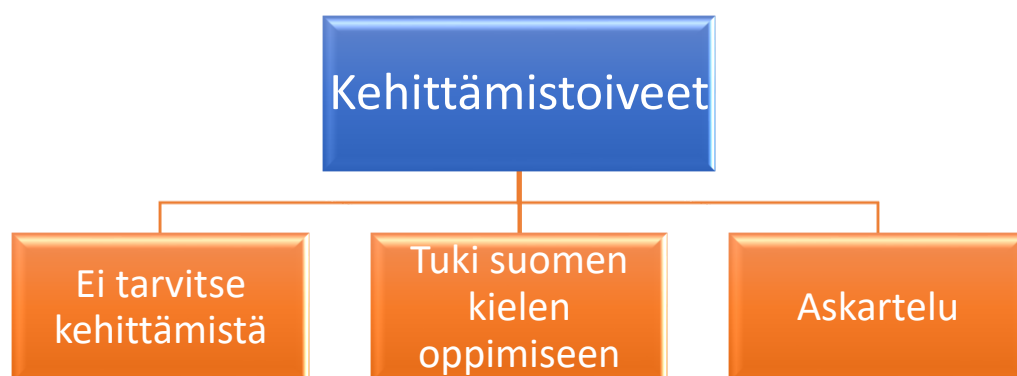 Kehittämistoiveet
Ei tarvitse
kehittämistä
Tuki suomen
kielen
oppimiseen
Askartelu